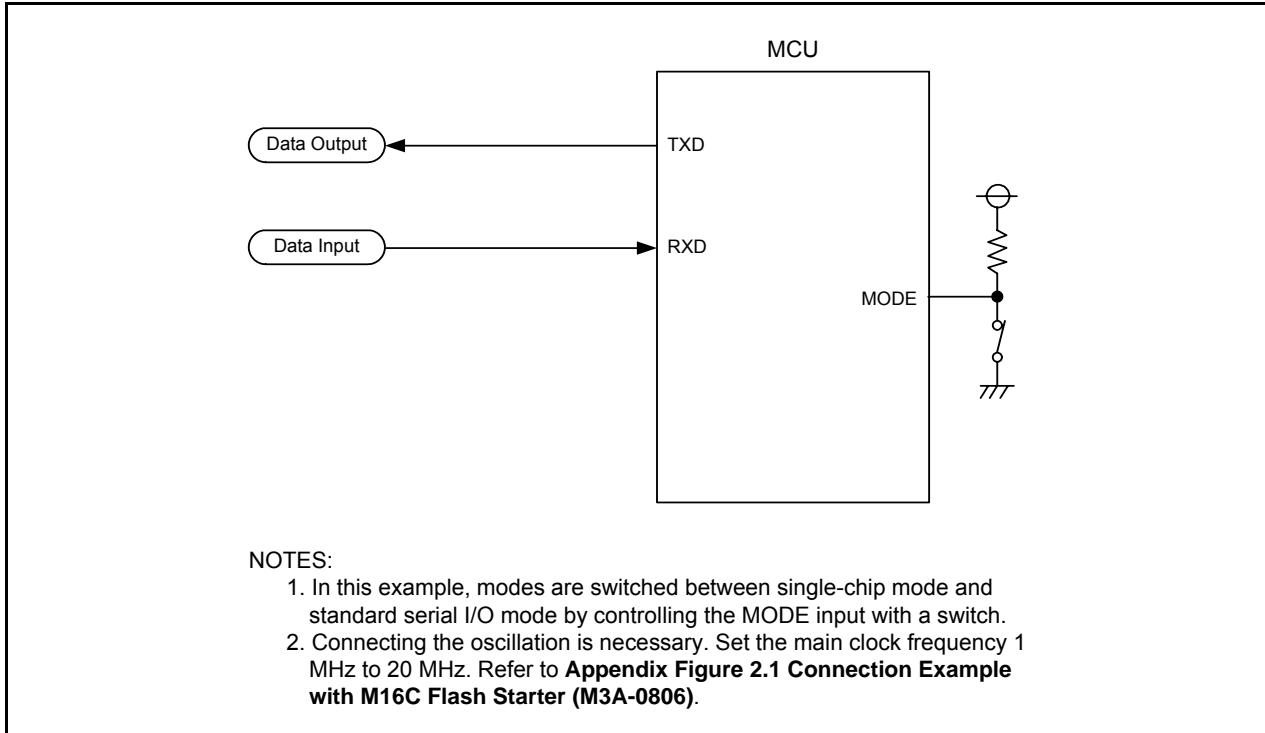 MCU
Data Output
TXD
Data Input
RXD
MODE
NOTES:
1. In this example, modes are switched between single-chip mode and
standard serial I/O mode by controlling the MODE input with a switch.
2. Connecting the oscillation is necessary. Set the main clock frequency 1
MHz to 20 MHz. Refer to Appendix Figure 2.1 Connection Example
with M16C Flash Starter (M3A-0806).